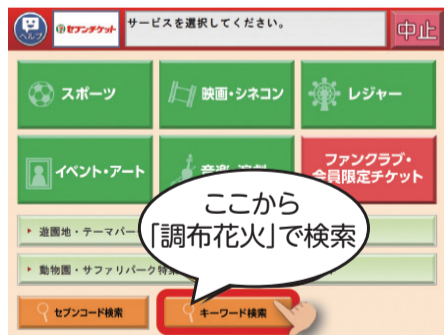 ヘルプ
セブンチケット
サービスを選択してください。
中止
スポーツ
映画・シネコン
レジャー
イベント・アート
音楽・演劇
ファンクラブ・
会員限定チケット
ここから
「調布花火」で検索
遊園地・テーマパー
動物園・サファリパーク特
セブンコード検索
キーワード検索